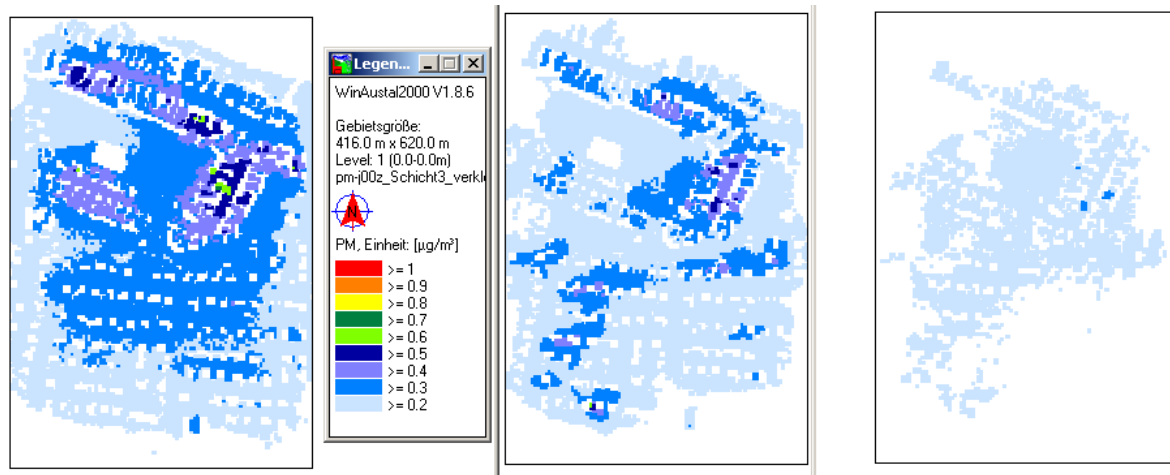 Legen...
WinAustal2000 V1.8.6
Gebietsgröße:
416.0 m x 620.0 m
Level: 1 (0.0-0.0m)
pm-j00z_Schicht3_verkl
N
PM, Einheit: [µg/m³]
>= 1
>= 0.9
>= 0.8
>= 0.7
>= 0.6
>= 0.5
>= 0.4
>= 0.3
>= 0.2